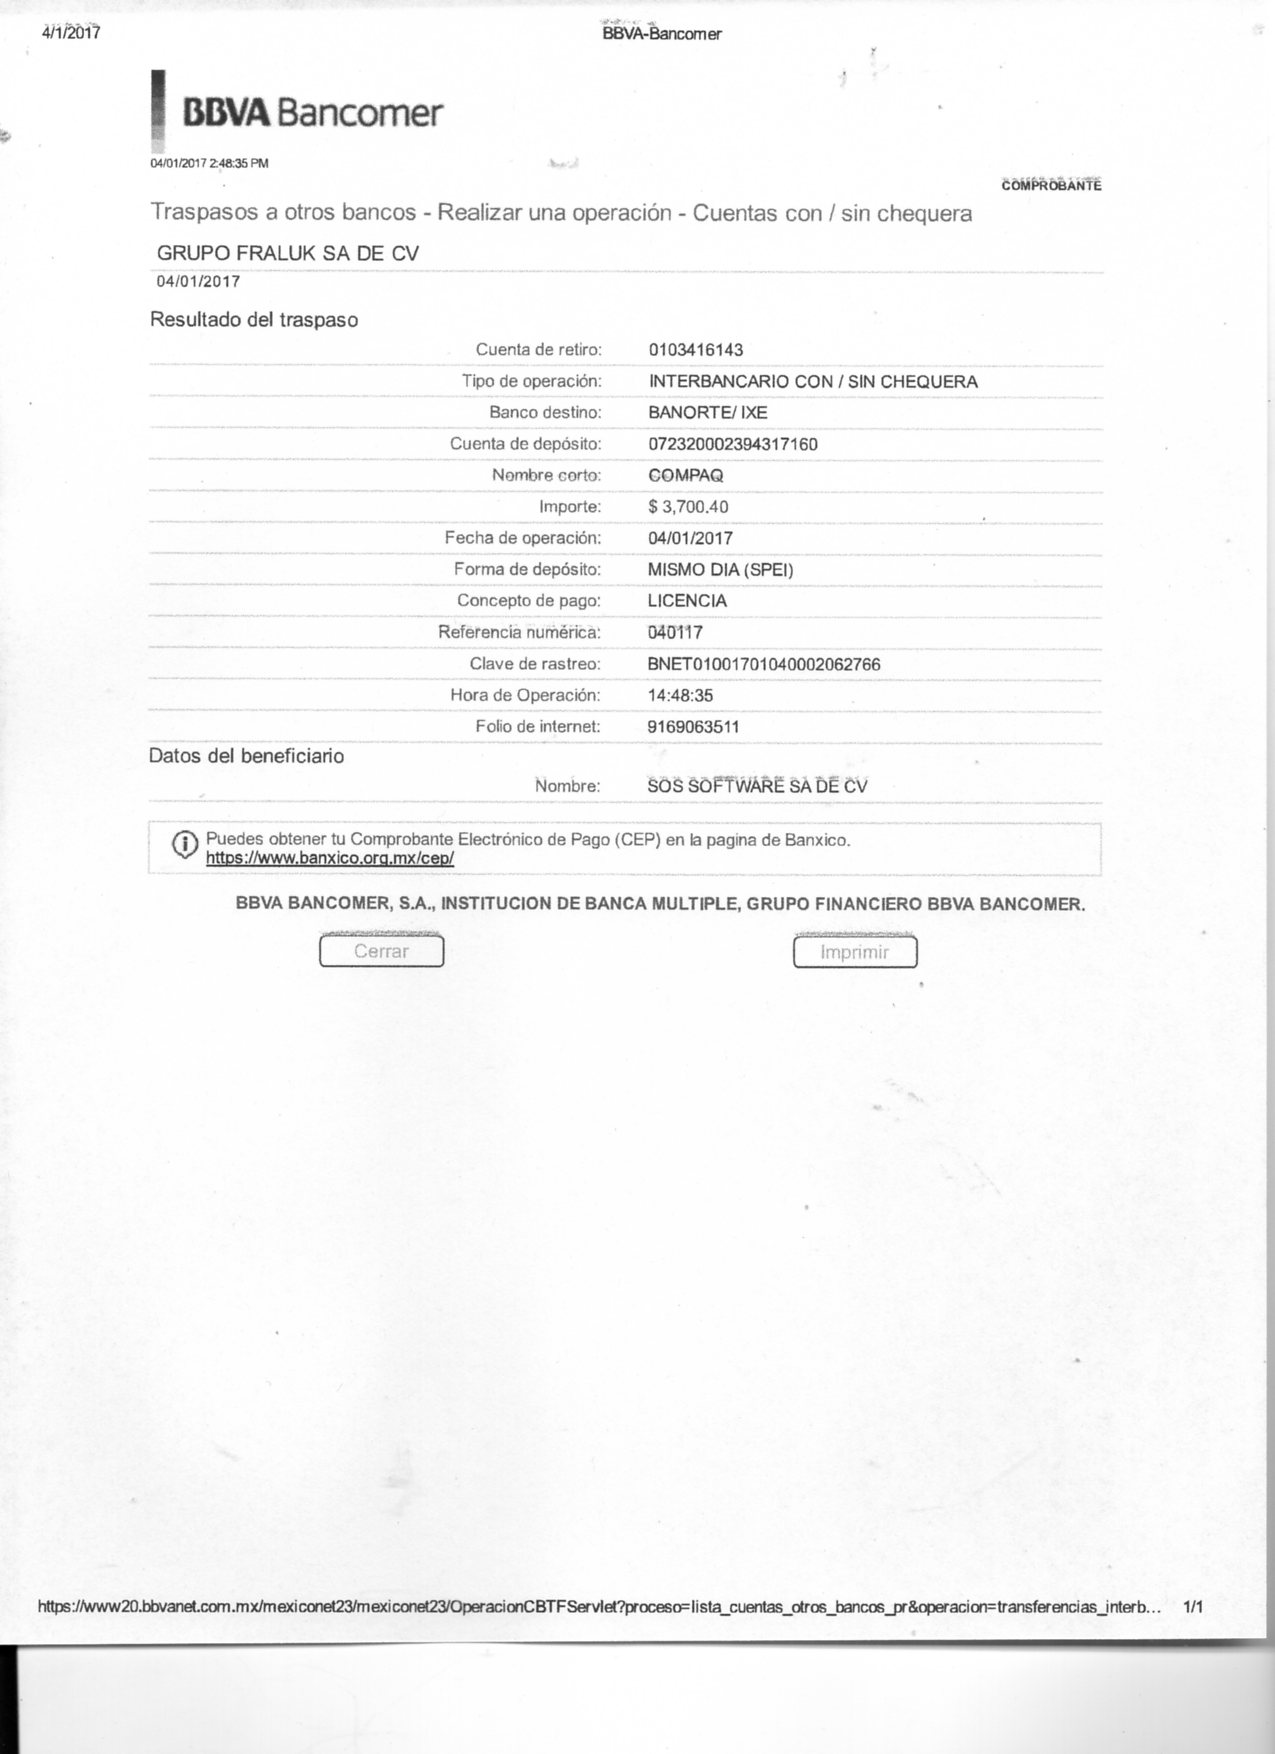 4/1/2017 BBVA-Bancomer
BBVA Bancomer
04/01/2017 2:48:35 PM
COMPROBANTE
Traspasos a otros bancos - Realizar una operación - Cuentas con / sin chequera
GRUPO FRALUK SA DE CV
04/01/2017
Resultado del traspaso
Cuenta de retiro: 0103416143
Tipo de operación: INTERBANCARIO CON / SIN CHEQUERA
Banco destino: BANORTE/ IXE
Cuenta de depósito: 072320002394317160
Nombre corto: COMPAQ
Importe: $ 3,700.40
Fecha de operación: 04/01/2017
Forma de depósito: MISMO DIA (SPEI)
Concepto de pago: LICENCIA
Referencia numérica: 040117
Clave de rastreo: BNET01001701040002062766
Hora de Operación: 14:48:35
Folio de internet: 9169063511
Datos del beneficiario
Nombre: SOS SOFTWARE SA DE CV
Puedes obtener tu Comprobante Electrónico de Pago (CEP) en la pagina de Banxico.
https://www.banxico.org.mx/cep/
BBVA BANCOMER, S.A., INSTITUCION DE BANCA MULTIPLE, GRUPO FINANCIERO BBVA BANCOMER.
Cerrar Imprimir
https://www20.bbvanet.com.mx/mexiconet23/mexiconet23/OperacionCBTFServlet?proceso=lista_cuentas_otros_bancos_pr&operacion=transferencias_interb... 1/1